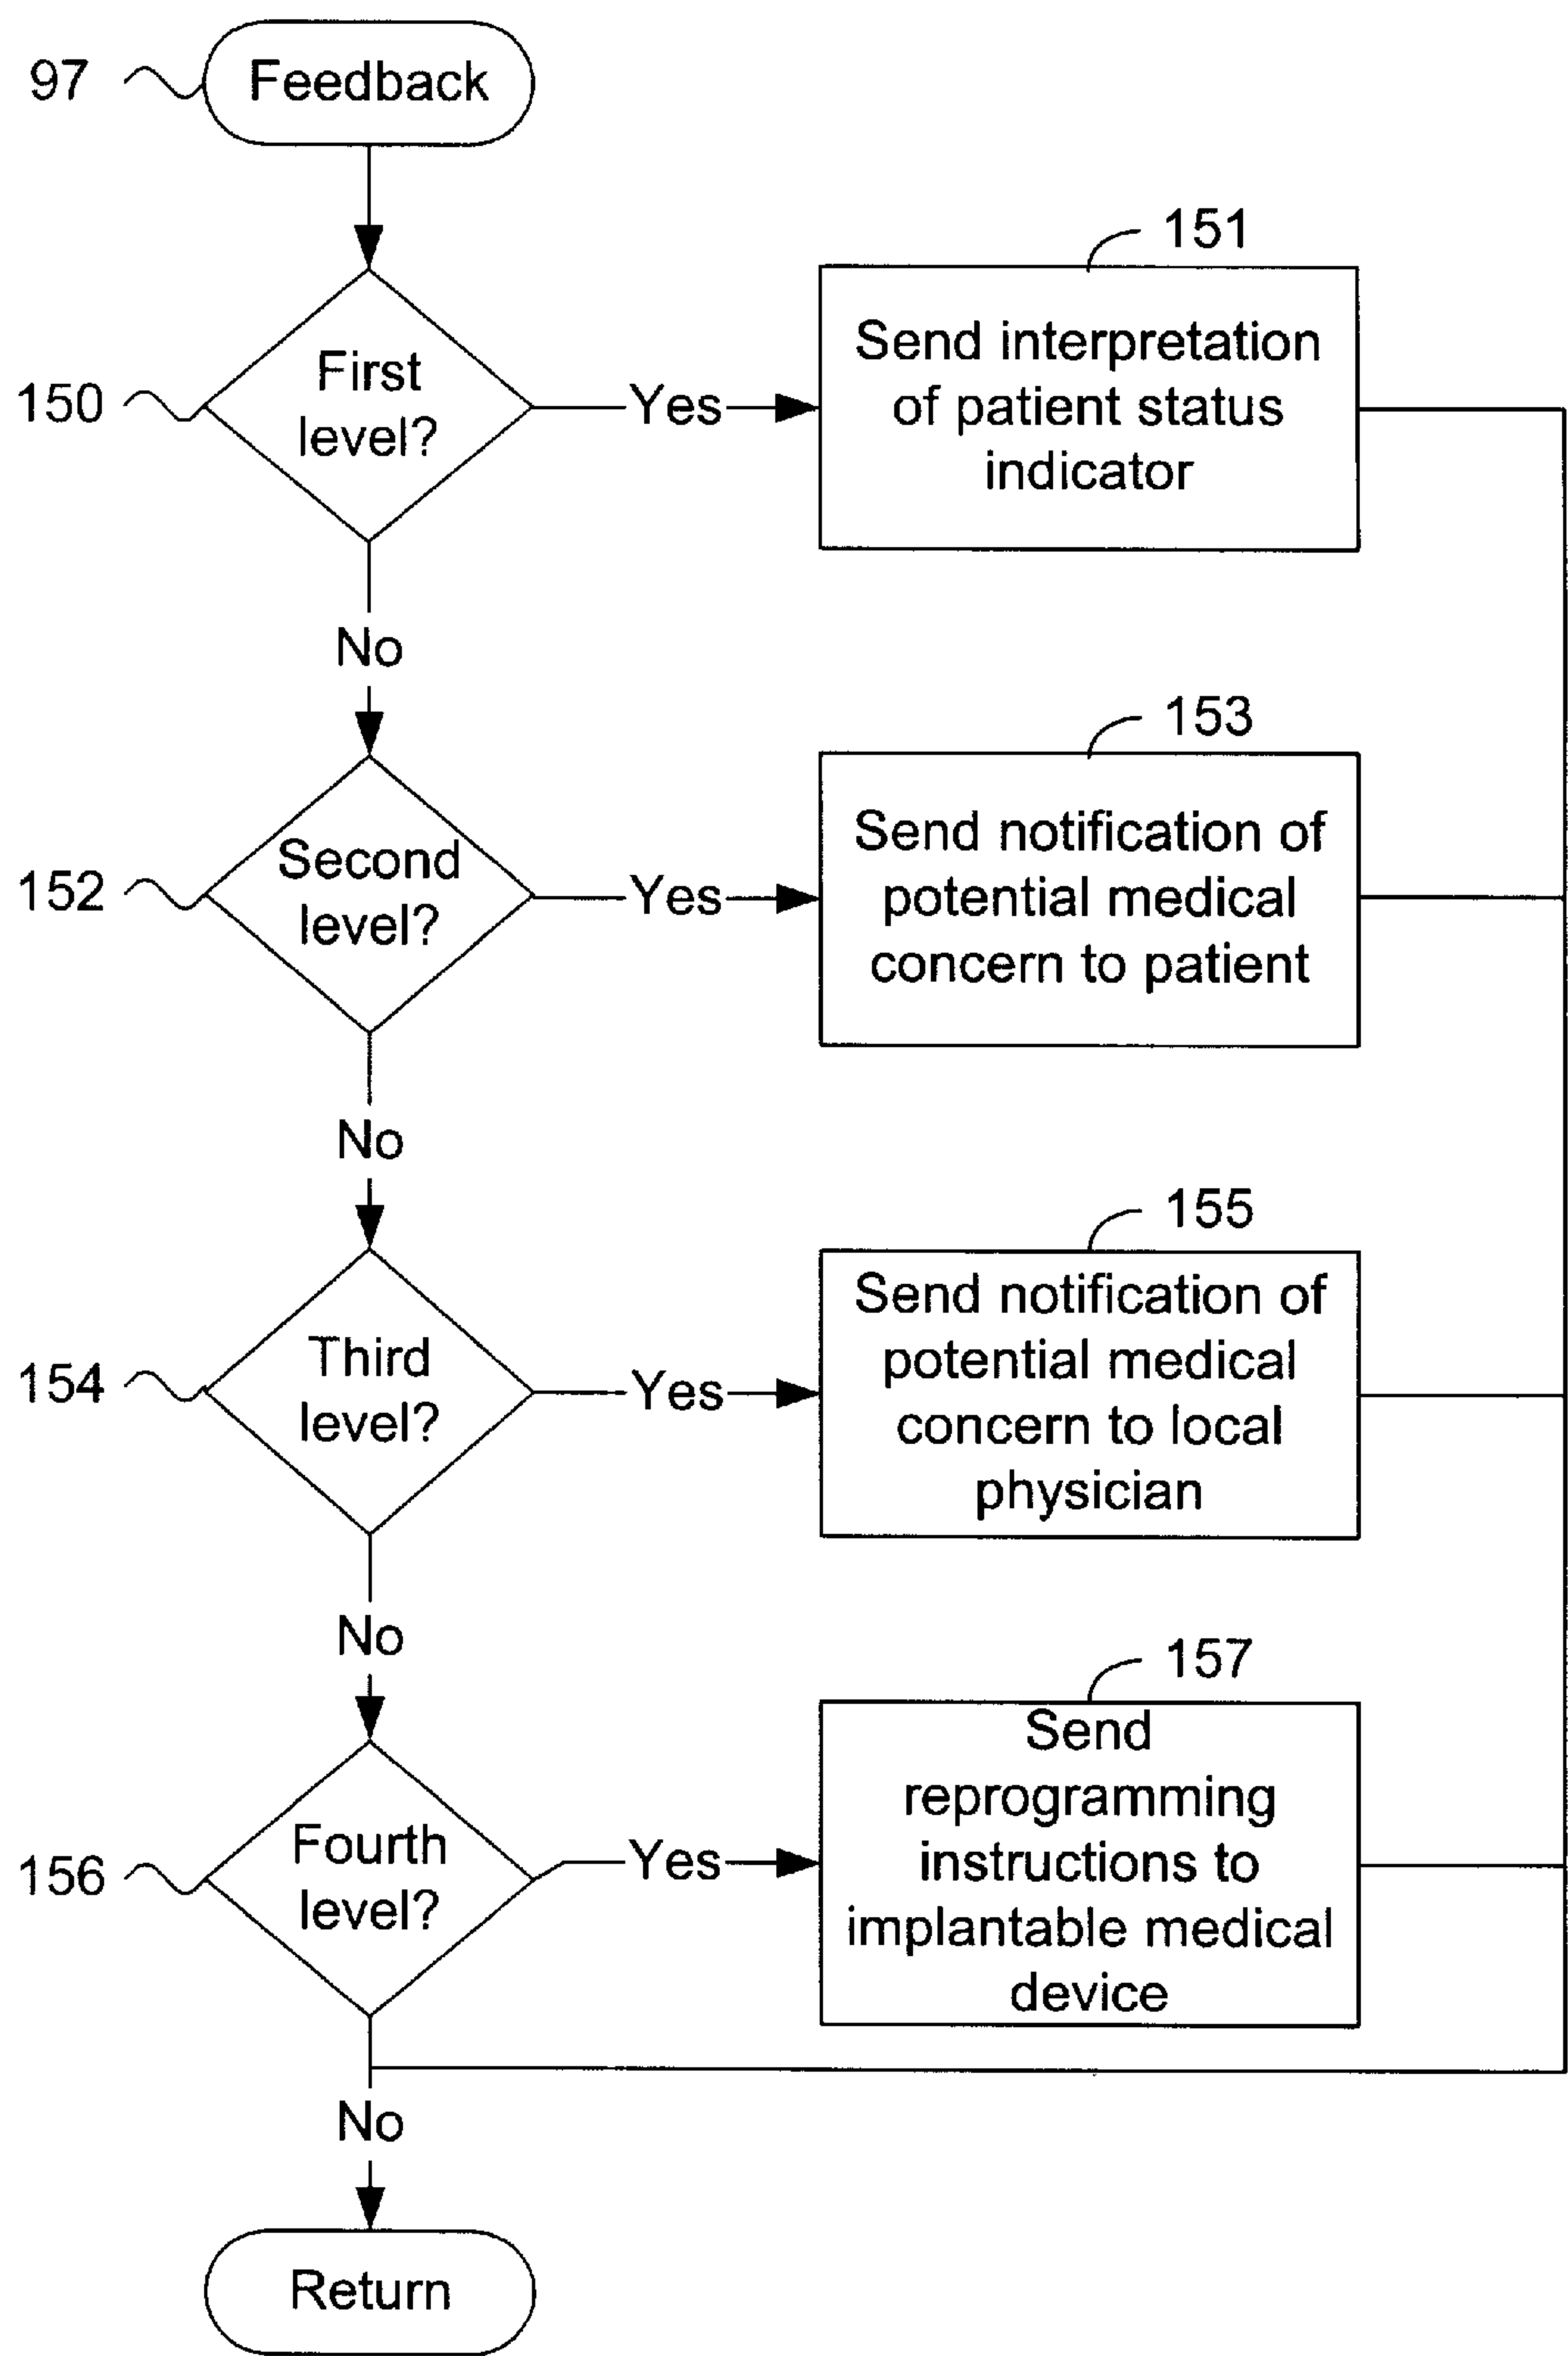 97
Feedback
151
Send interpretation
of patient status
indicator
150
First
level?
Yes
No
153
Send notification of
potential medical
concern to patient
152
Second
level?
Yes
No
155
Send notification of
potential medical
concern to local
physician
154
Third
level?
Yes
No
157
Send
reprogramming
instructions to
implantable medical
device
156
Fourth
level?
Yes
No
Return